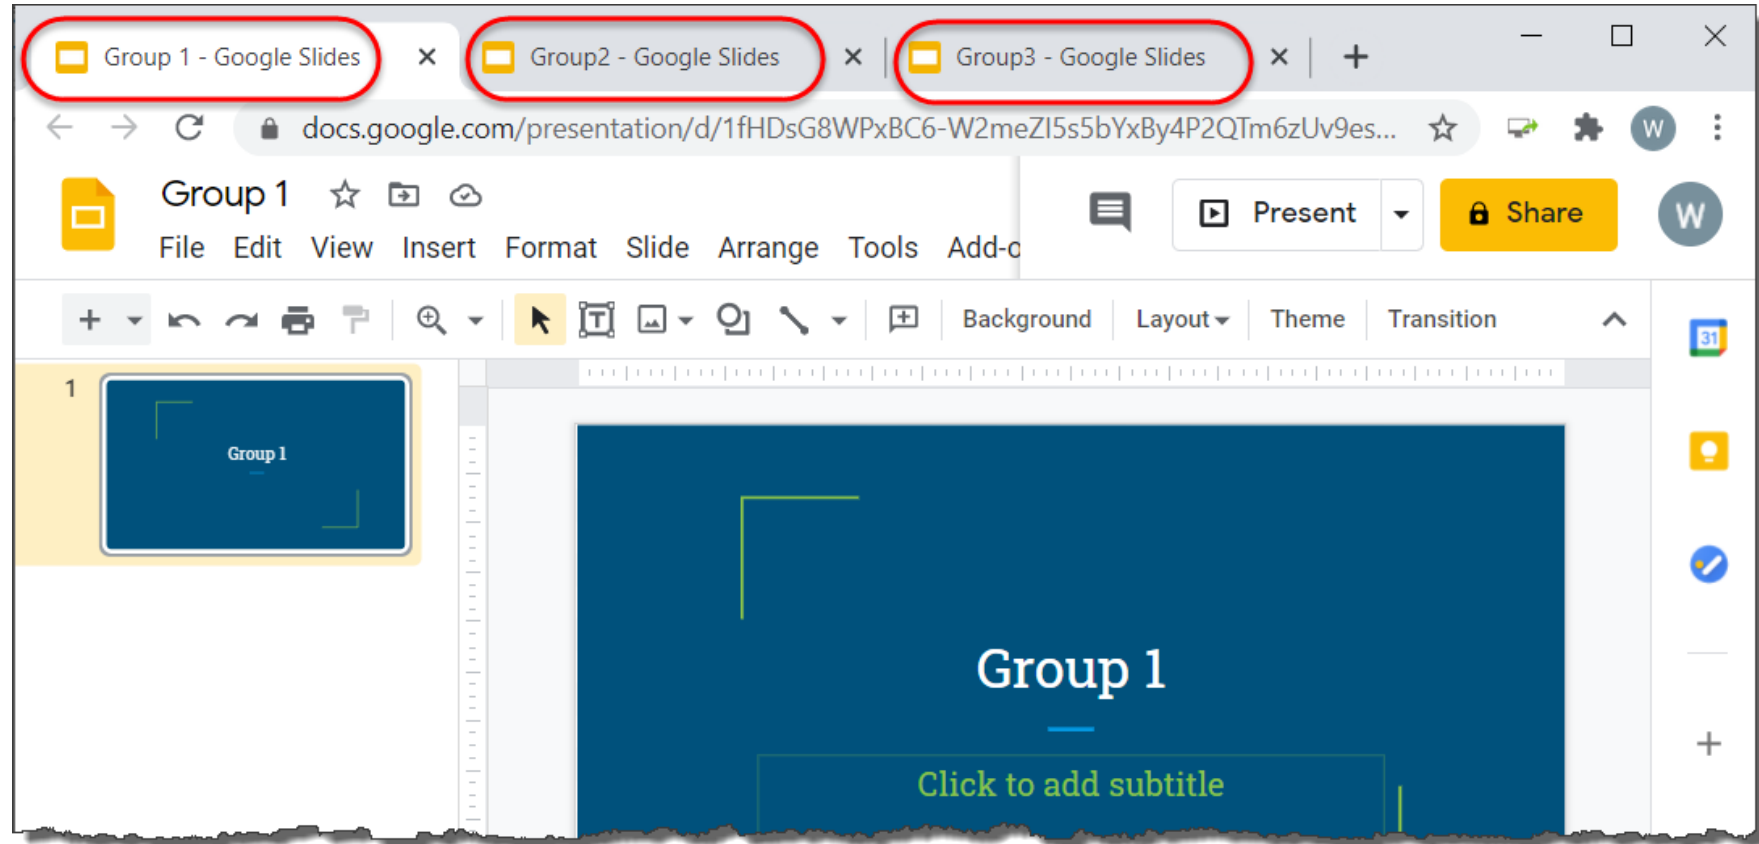 Group 1 - Google Slides
Group2 - Google Slides
Group3 - Google Slides
docs.google.com/presentation/d/1fHDsG8WPxBC6-W2meZI5s5bYxBy4P2QTm6zUv9es...
W
Group 1
Present
Share
W
File Edit View Insert Format Slide Arrange Tools Add-o
Background Layout Theme Transition
31
1
Group 1
Group 1
Click to add subtitle